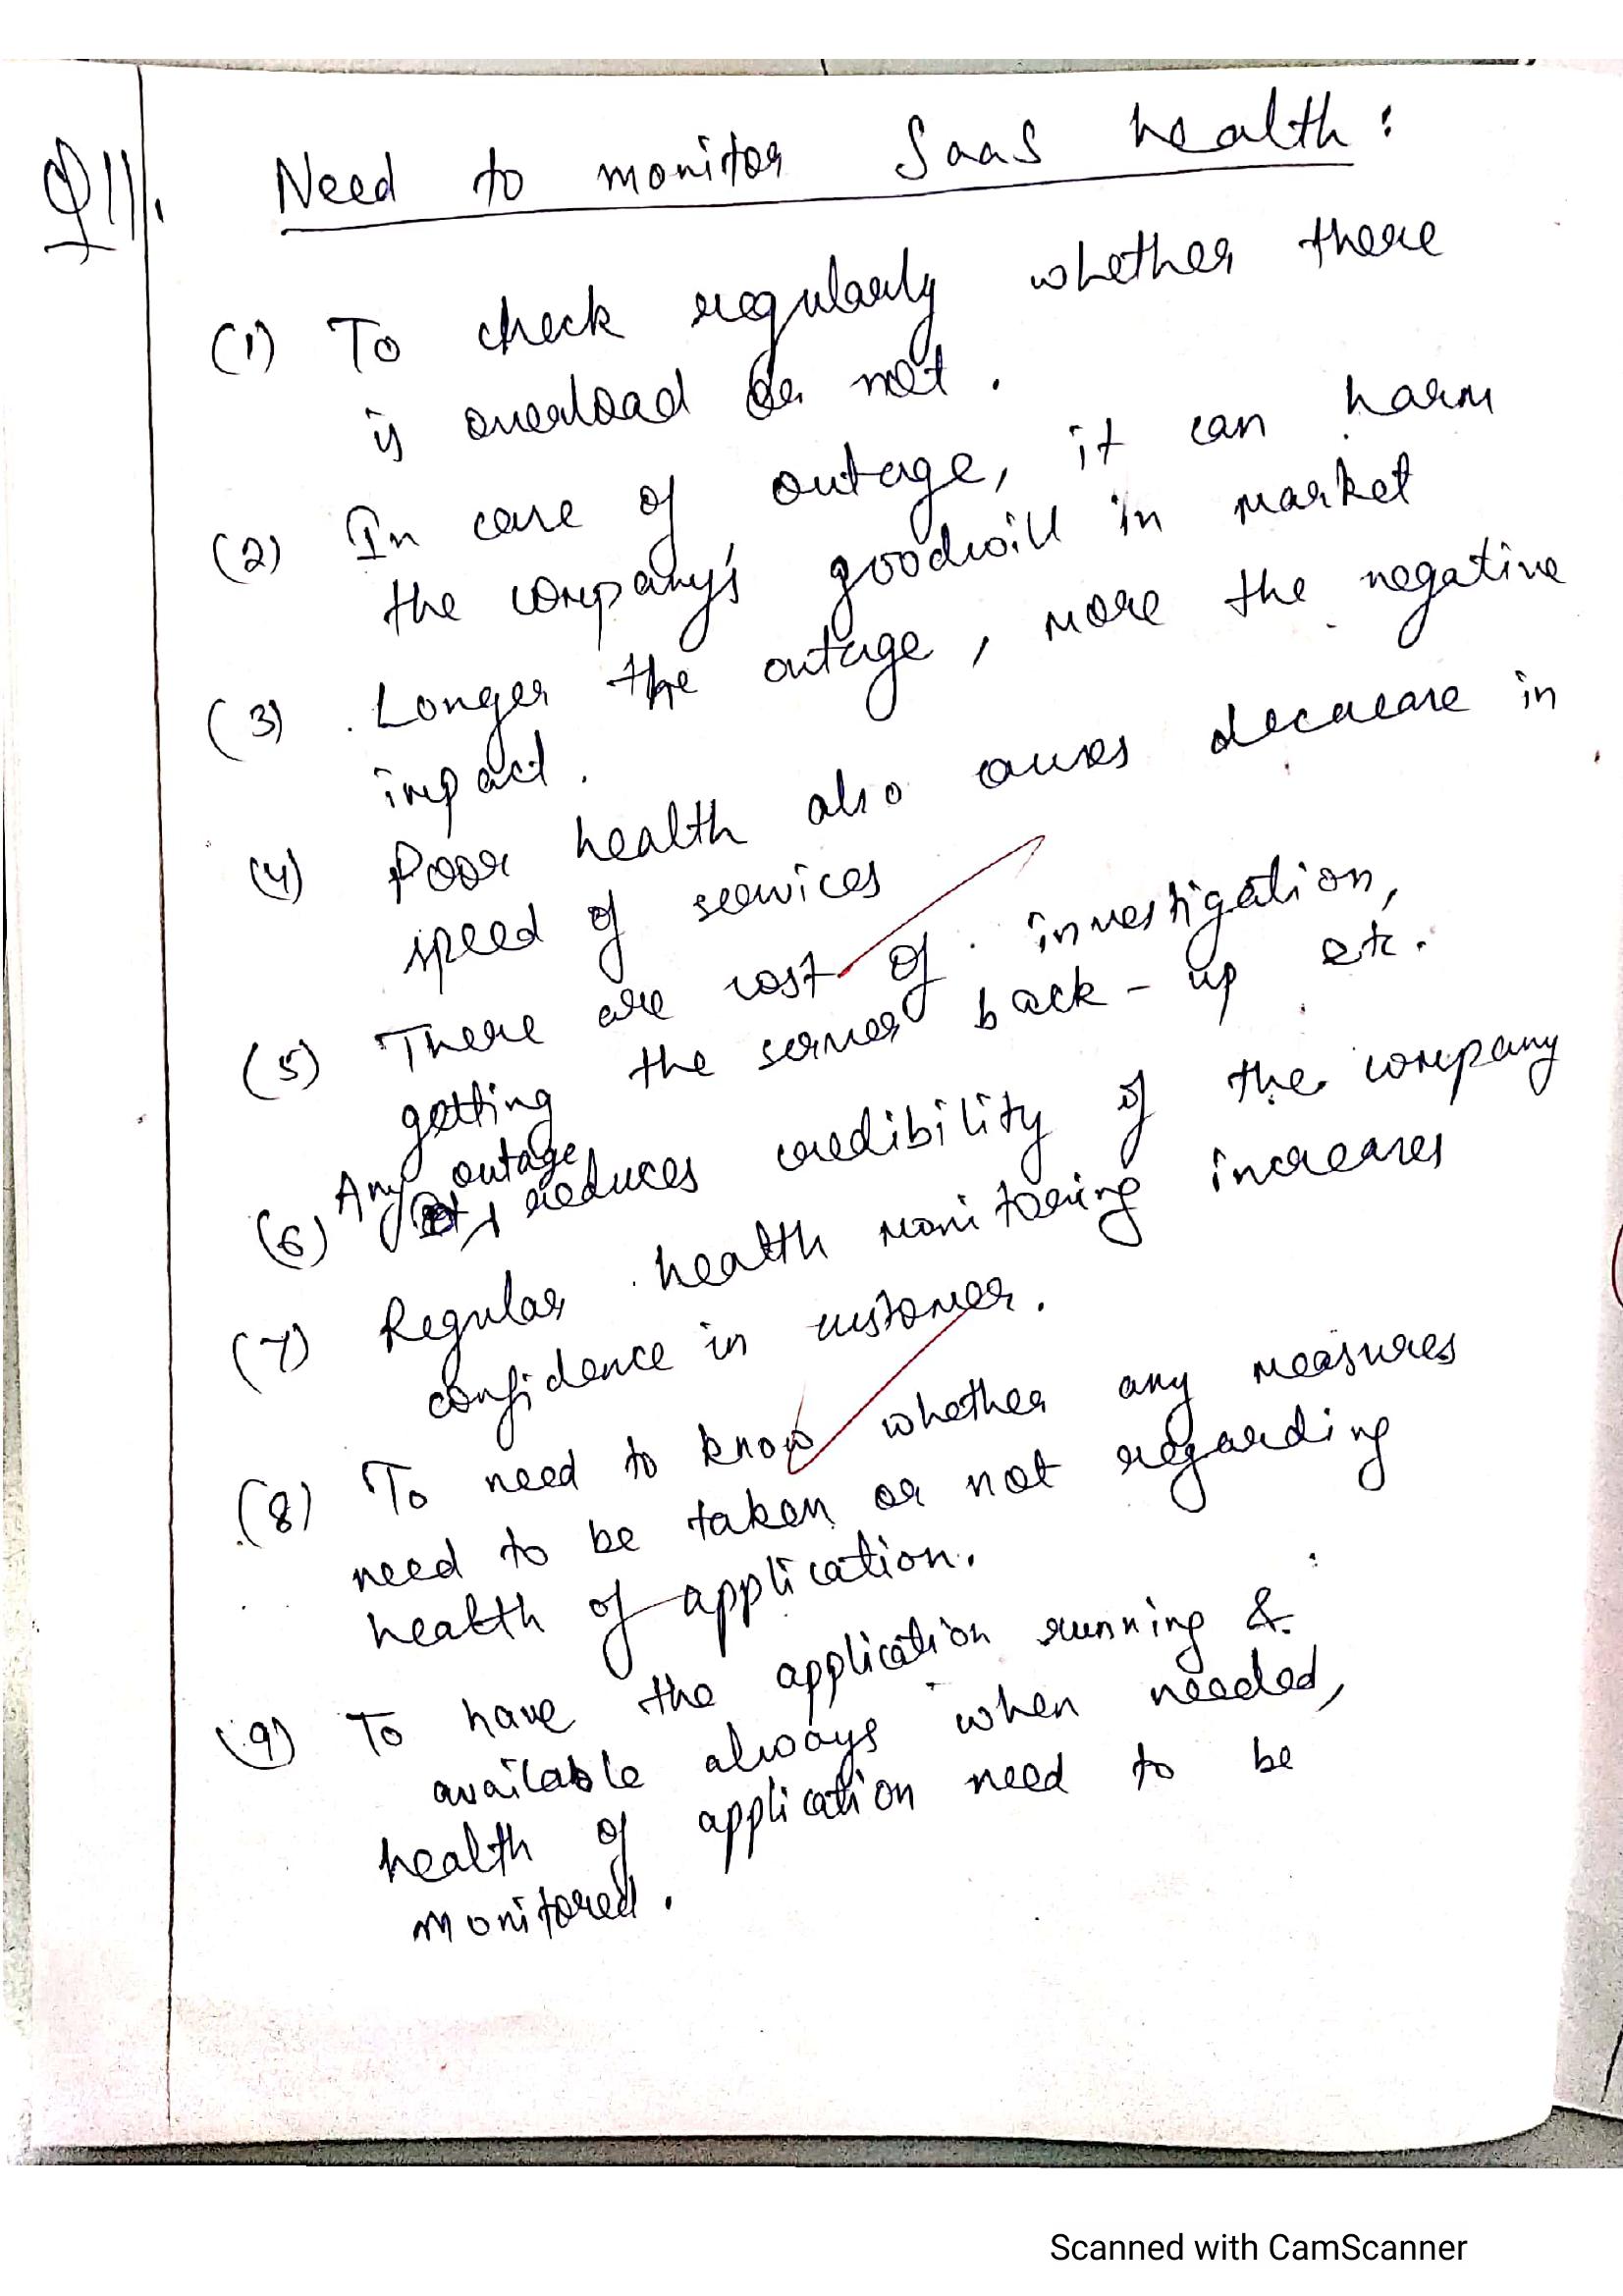 Q11. Need to monitor SaaS health:
(1) To check regularly whether there
is overload or not.
(2) In case of outage, it can harm
the company's goodwill in market
(3) Longer the outage, more the negative
impact.
(4) Poor health also causes decrease in
speed of services
(5) There are cost of investigation,
getting the server back-up etc.
(6) Any outage reduces credibility of the company
(7) Regular health monitoring increases
confidence in customer.
(8) To need to know whether any measures
need to be taken or not regarding
health of application.
(9) To have the application running &
available always when needed,
health of application need to be
monitored.
Scanned with CamScanner